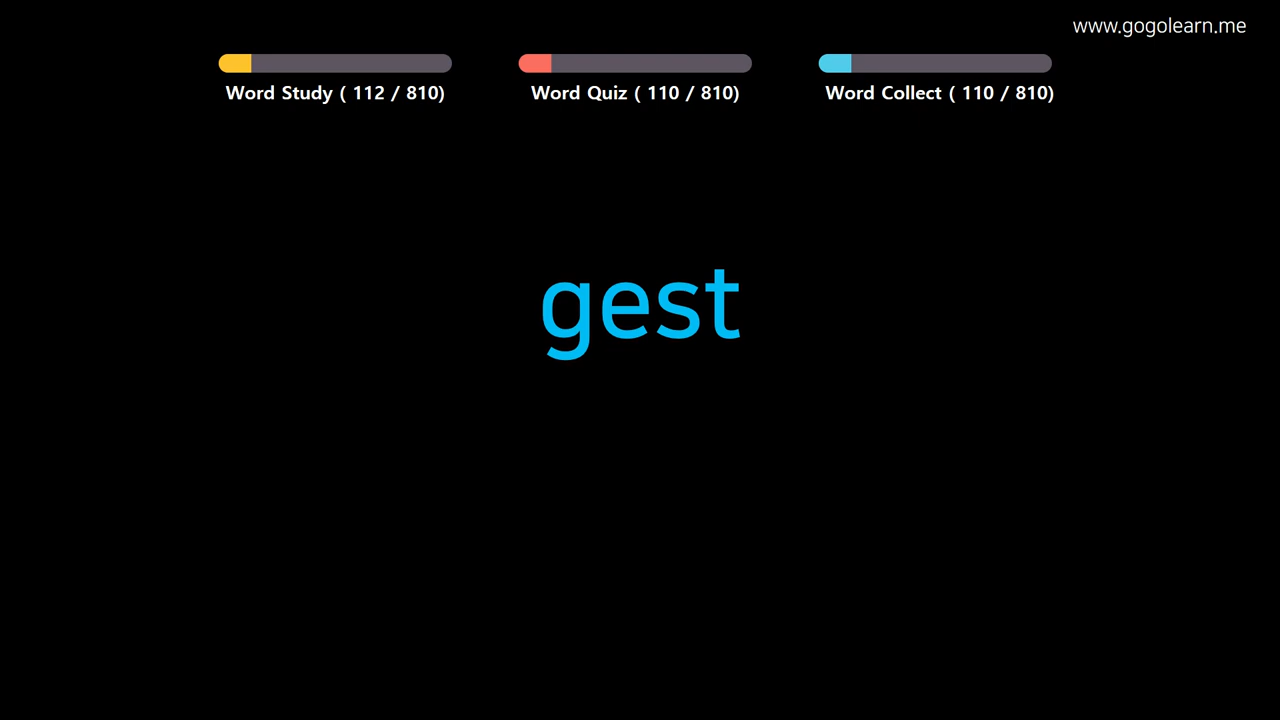 www.gogolearn.me
Word Study ( 112 / 810)
Word Quiz ( 110 / 810)
Word Collect ( 110 / 810)
gest